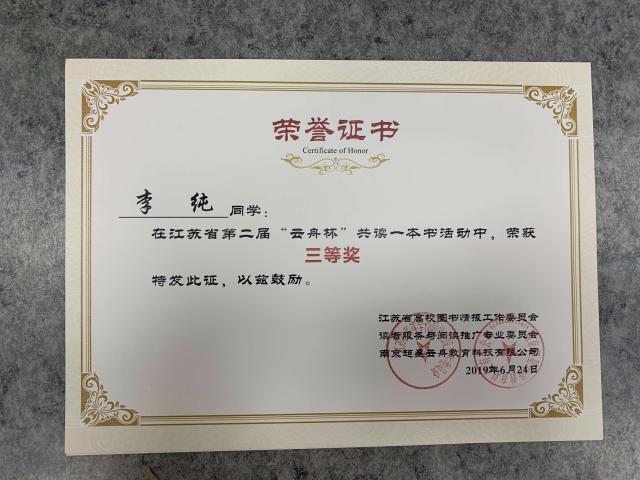 荣誉证书
Certificate of Honor
李 纯 同学：
在江苏省第二届“云舟杯”共读一本书活动中，荣获
三等奖
特发此证，以兹鼓励。
江苏省高校图书情报工作委员会
读者服务与阅读推广专业委员会
南京超星云舟教育科技有限公司
2019年6月24日